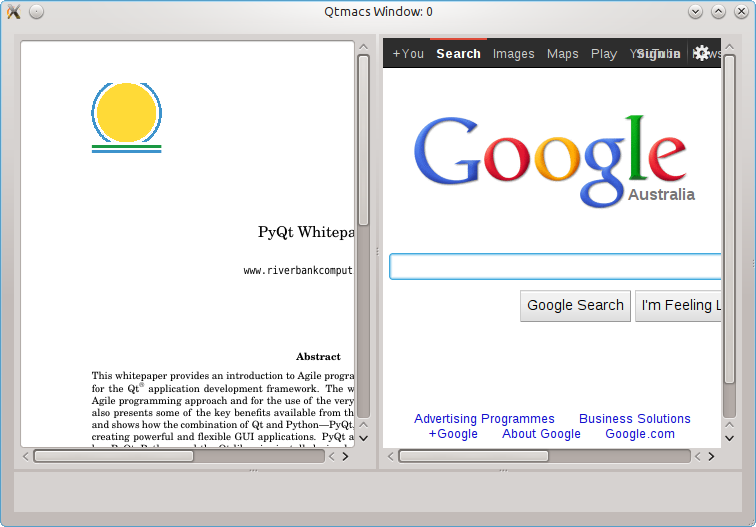 Qtmacs Window: 0
PyQt Whitepa
www.riverbankcomput
Abstract
This whitepaper provides an introduction to Agile progra
for the Qt® application development framework. The w
Agile programming approach and for the use of the very
also presents some of the key benefits available from th
and shows how the combination of Qt and Python—PyQt,
creating powerful and flexible GUI applications. PyQt a
+You Search Images Maps Play Sign in
Google
Australia
Google Search I'm Feeling L
Advertising Programmes Business Solutions
+Google About Google Google.com